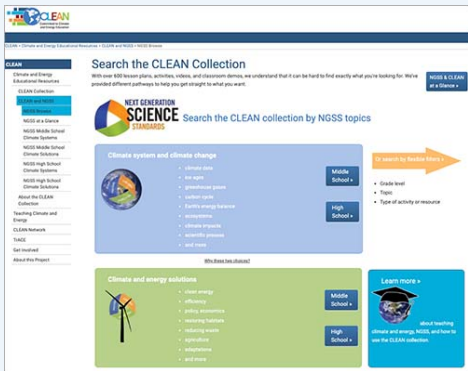 CLEAN
CLEAN > Climate and Energy Educational Resources > CLEAN and NGSS > NGSS Browse
CLEAN
Climate and Energy
Educational Resources
CLEAN Collection
CLEAN and NGSS
NGSS Browse
NGSS at a Glance
NGSS Middle School
Climate Systems
NGSS Middle School
Climate Solutions
NGSS High School
Climate Systems
NGSS High School
Climate Solutions
About the CLEAN
Collection
Teaching Climate and
Energy
CLEAN Network
TrACE
Get Involved
About this Project
Search the CLEAN Collection
With over 600 lesson plans, activities, videos, and classroom demos, we understand that it can be hard to find exactly what you're looking for. We've
provided different pathways to help you get straight to what you want.
NGSS & CLEAN
at a Glance »
NEXT GENERATION
SCIENCE
STANDARDS
Search the CLEAN collection by NGSS topics
Climate system and climate change
• climate data
• ice ages
• greenhouse gases
• carbon cycle
• Earth's energy balance
• ecosystems
• climate impacts
• scientific process
• and more
Middle
School »
High
School »
Or search by flexible filters »
• Grade level
• Topic
• Type of activity or resource
Why these two choices?
Climate and energy solutions
• clean energy
• efficiency
• policy, economics
• restoring habitats
• reducing waste
• agriculture
• adaptations
• and more
Middle
School »
High
School »
Learn more »
about teaching
climate and energy, NGSS, and how to
use the CLEAN collection.